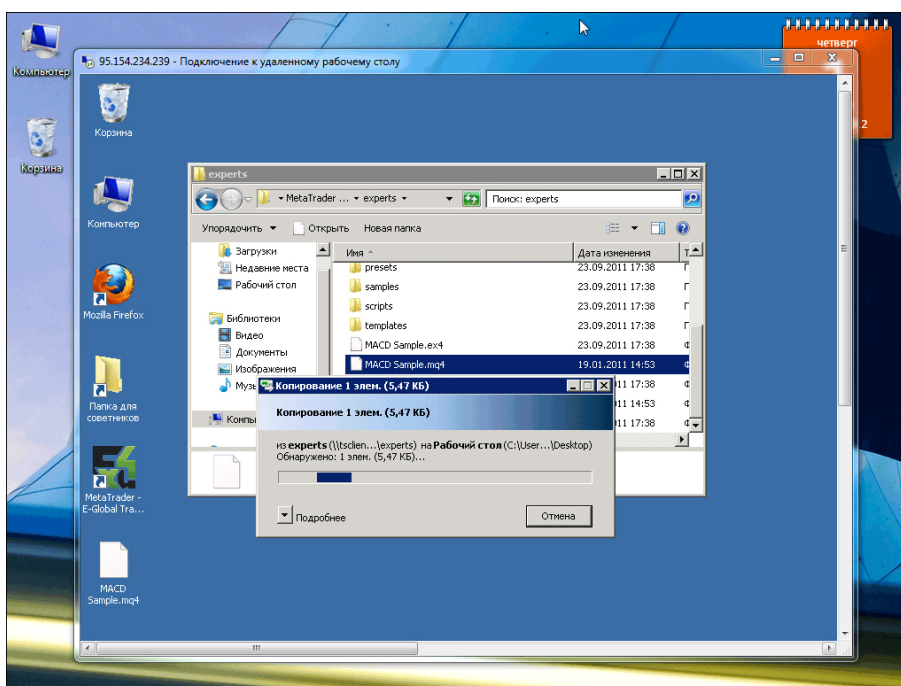 Компьютер
Корзина
четверг
2
95.154.234.239 - Подключение к удаленному рабочему столу
Корзина
Компьютер
Mozilla Firefox
Папка для
советников
MetaTrader -
E-Global Tra...
MACD
Sample.mq4
experts
MetaTrader ... experts
Поиск: experts
Упорядочить Открыть Новая папка
Загрузки
Недавние места
Рабочий стол
Библиотеки
Видео
Документы
Изображения
Музы
Компь
Имя Дата изменения Т
presets 23.09.2011 17:38 П
samples 23.09.2011 17:38 П
scripts 23.09.2011 17:38 П
templates 23.09.2011 17:38 П
MACD Sample.ex4 23.09.2011 17:38 Ф
MACD Sample.mq4 19.01.2011 14:53 Ф
11 17:38 Ф
11 14:53 Ф
11 17:38 Ф
Копирование 1 элем. (5,47 КБ)
Копирование 1 элем. (5,47 КБ)
из experts (\\tsclien...\experts) на Рабочий стол (C:\User...\Desktop)
Обнаружено: 1 элем. (5,47 КБ)...
Подробнее
Отмена